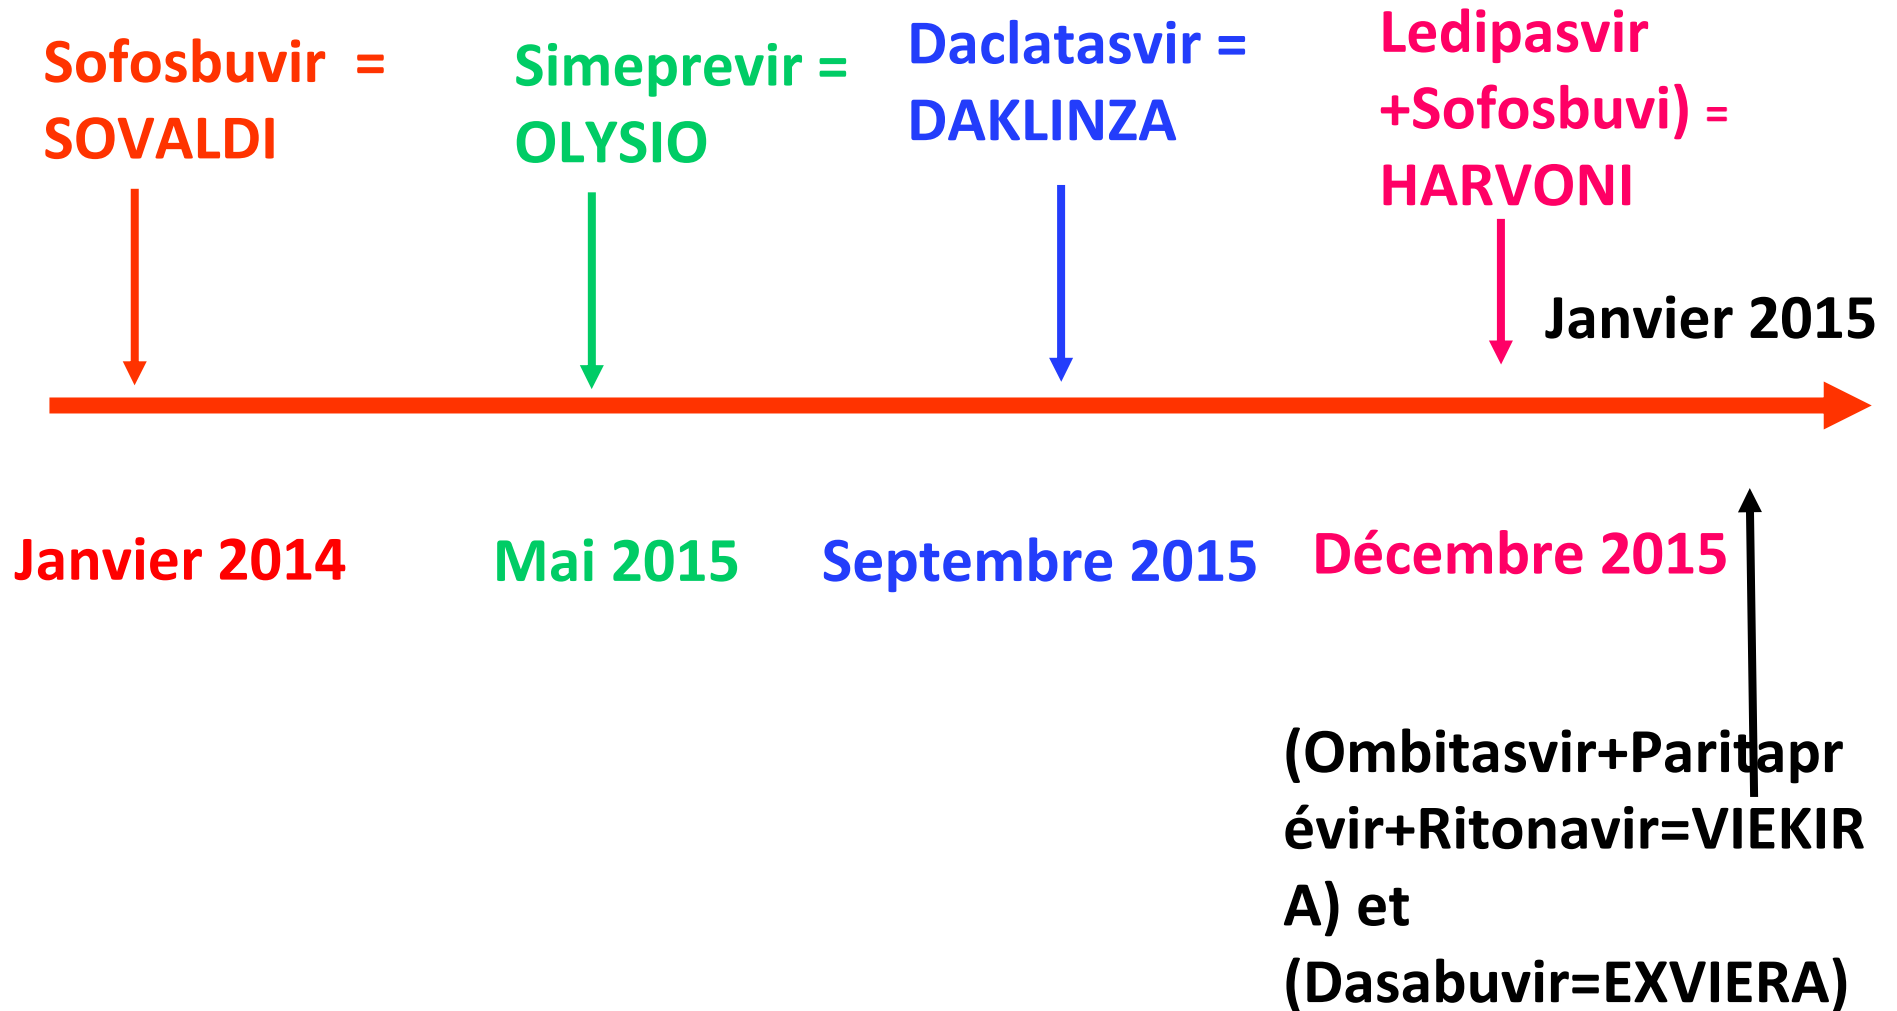 Sofosbuvir  =
SOVALDI
Simeprevir =
OLYSIO
Daclatasvir =
DAKLINZA
Ledipasvir
+Sofosbuvi) =
HARVONI
Janvier 2015
Janvier 2014
Mai 2015
Septembre 2015
Décembre 2015
(Ombitasvir+Paritapr
évir+Ritonavir=VIEKIR
A) et
(Dasabuvir=EXVIERA)